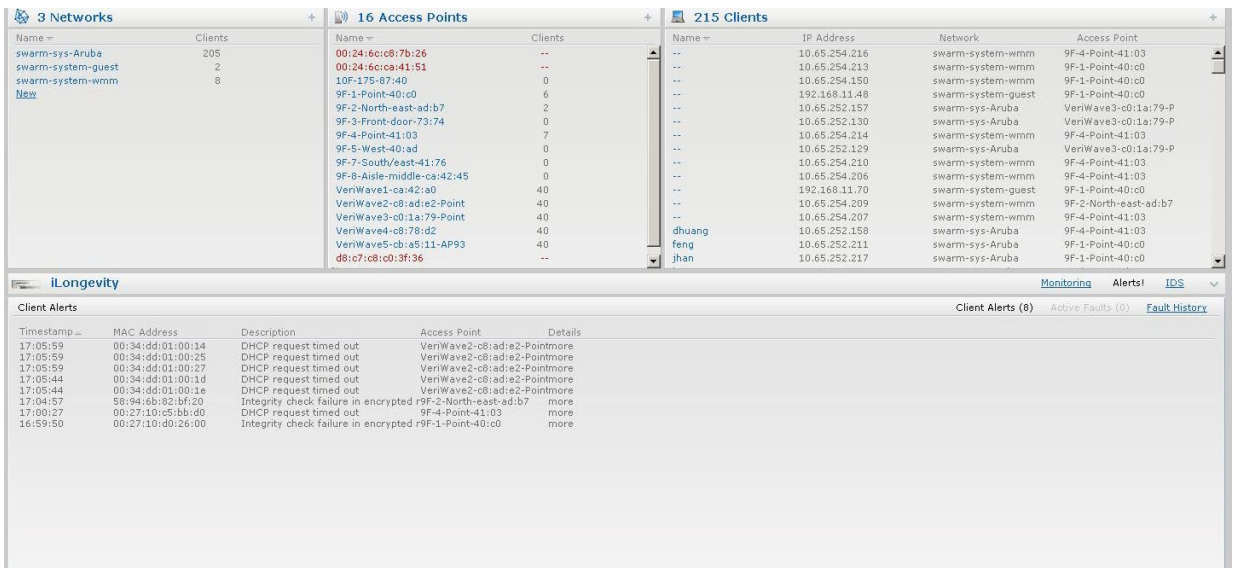 3 Networks +
Name Clients
swarm-sys-Aruba 205
swarm-system-guest 2
swarm-system-wmm 8
New
16 Access Points +
Name Clients
00:24:6c:c8:7b:26 --
00:24:6c:ca:41:51 --
10F-175-87:40 0
9F-1-Point-40:c0 6
9F-2-North-east-ad:b7 2
9F-3-Front-door-73:74 0
9F-4-Point-41:03 7
9F-5-West-40:ad 0
9F-7-South/east-41:76 0
9F-8-Aisle-middle-ca:42:45 0
VeriWave1-ca:42:a0 40
VeriWave2-c8:ad:e2-Point 40
VeriWave3-c0:1a:79-Point 40
VeriWave4-c8:78:d2 40
VeriWave5-cb:a5:11-AP93 40
d8:c7:c8:c0:3f:36 --
215 Clients +
Name IP Address Network Access Point
-- 10.65.254.216 swarm-system-wmm 9F-4-Point-41:03
-- 10.65.254.213 swarm-system-wmm 9F-1-Point-40:c0
-- 10.65.254.150 swarm-system-wmm 9F-1-Point-40:c0
-- 192.168.11.48 swarm-system-guest 9F-1-Point-40:c0
-- 10.65.252.157 swarm-sys-Aruba VeriWave3-c0:1a:79-P
-- 10.65.252.130 swarm-sys-Aruba VeriWave3-c0:1a:79-P
-- 10.65.254.214 swarm-system-wmm 9F-4-Point-41:03
-- 10.65.252.129 swarm-sys-Aruba VeriWave3-c0:1a:79-P
-- 10.65.254.210 swarm-system-wmm 9F-4-Point-41:03
-- 10.65.254.206 swarm-system-wmm 9F-4-Point-41:03
-- 192.168.11.70 swarm-system-guest 9F-1-Point-40:c0
-- 10.65.254.209 swarm-system-wmm 9F-2-North-east-ad:b7
-- 10.65.254.207 swarm-system-wmm 9F-4-Point-41:03
dhuang 10.65.252.158 swarm-sys-Aruba 9F-4-Point-41:03
feng 10.65.252.211 swarm-sys-Aruba 9F-1-Point-40:c0
jhan 10.65.252.217 swarm-sys-Aruba 9F-1-Point-40:c0
iLongevity Monitoring Alerts! IDS
Client Alerts Client Alerts (8) Active Faults (0) Fault History
Timestamp MAC Address Description Access Point Details
17:05:59 00:34:dd:01:00:14 DHCP request timed out VeriWave2-c8:ad:e2-Pointmore
17:05:59 00:34:dd:01:00:25 DHCP request timed out VeriWave2-c8:ad:e2-Pointmore
17:05:59 00:34:dd:01:00:27 DHCP request timed out VeriWave2-c8:ad:e2-Pointmore
17:05:44 00:34:dd:01:00:1d DHCP request timed out VeriWave2-c8:ad:e2-Pointmore
17:05:44 00:34:dd:01:00:1e DHCP request timed out VeriWave2-c8:ad:e2-Pointmore
17:04:57 58:94:6b:82:bf:20 Integrity check failure in encrypted r9F-2-North-east-ad:b7 more
17:00:27 00:27:10:c5:bb:d0 DHCP request timed out 9F-4-Point-41:03 more
16:59:50 00:27:10:d0:26:00 Integrity check failure in encrypted r9F-1-Point-40:c0 more